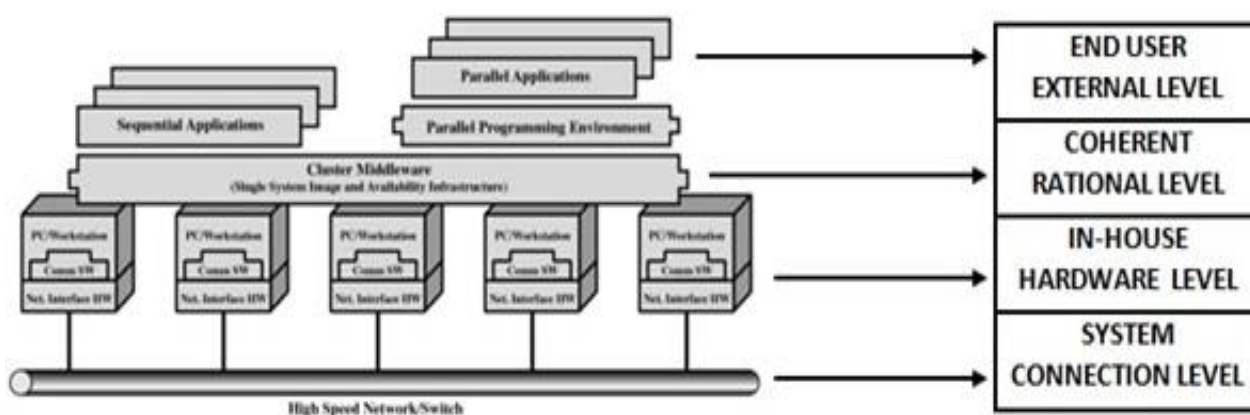 Parallel Applications
Sequential Applications
Parallel Programming Environment
Cluster Middleware
(Single System Image and Availability Infrastructure)
PC/Workstation
Comm SW
Net. Interface HW
PC/Workstation
Comm SW
Net. Interface HW
PC/Workstation
Comm SW
Net. Interface HW
PC/Workstation
Comm SW
Net. Interface HW
PC/Workstation
Comm SW
Net. Interface HW
High Speed Network/Switch
END USER
EXTERNAL LEVEL
COHERENT
RATIONAL LEVEL
IN-HOUSE
HARDWARE LEVEL
SYSTEM
CONNECTION LEVEL